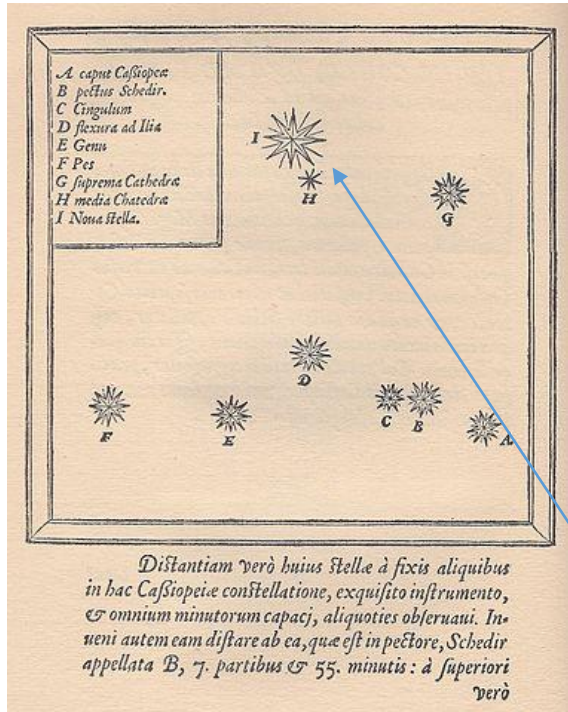 A caput Caßiopeæ
B pectus Schedir.
C Cingulum
D flexura ad Ilia
E Genu
F Pes
G suprema Cathedræ
H media Chatedræ
I Nova stella.
I
H
G
D
C
B
A
E
F
Distantiam verò huius stellæ à fixis aliquibus
in hac Caßiopeiæ constellatione, exquisito instrumento,
& omnium minutorum capacj, aliquoties observaui. In-
ueni autem eam distare ab ea, quæ est in pectore, Schedir
appellata B, 7. partibus & 55. minutis: à superiori
verò